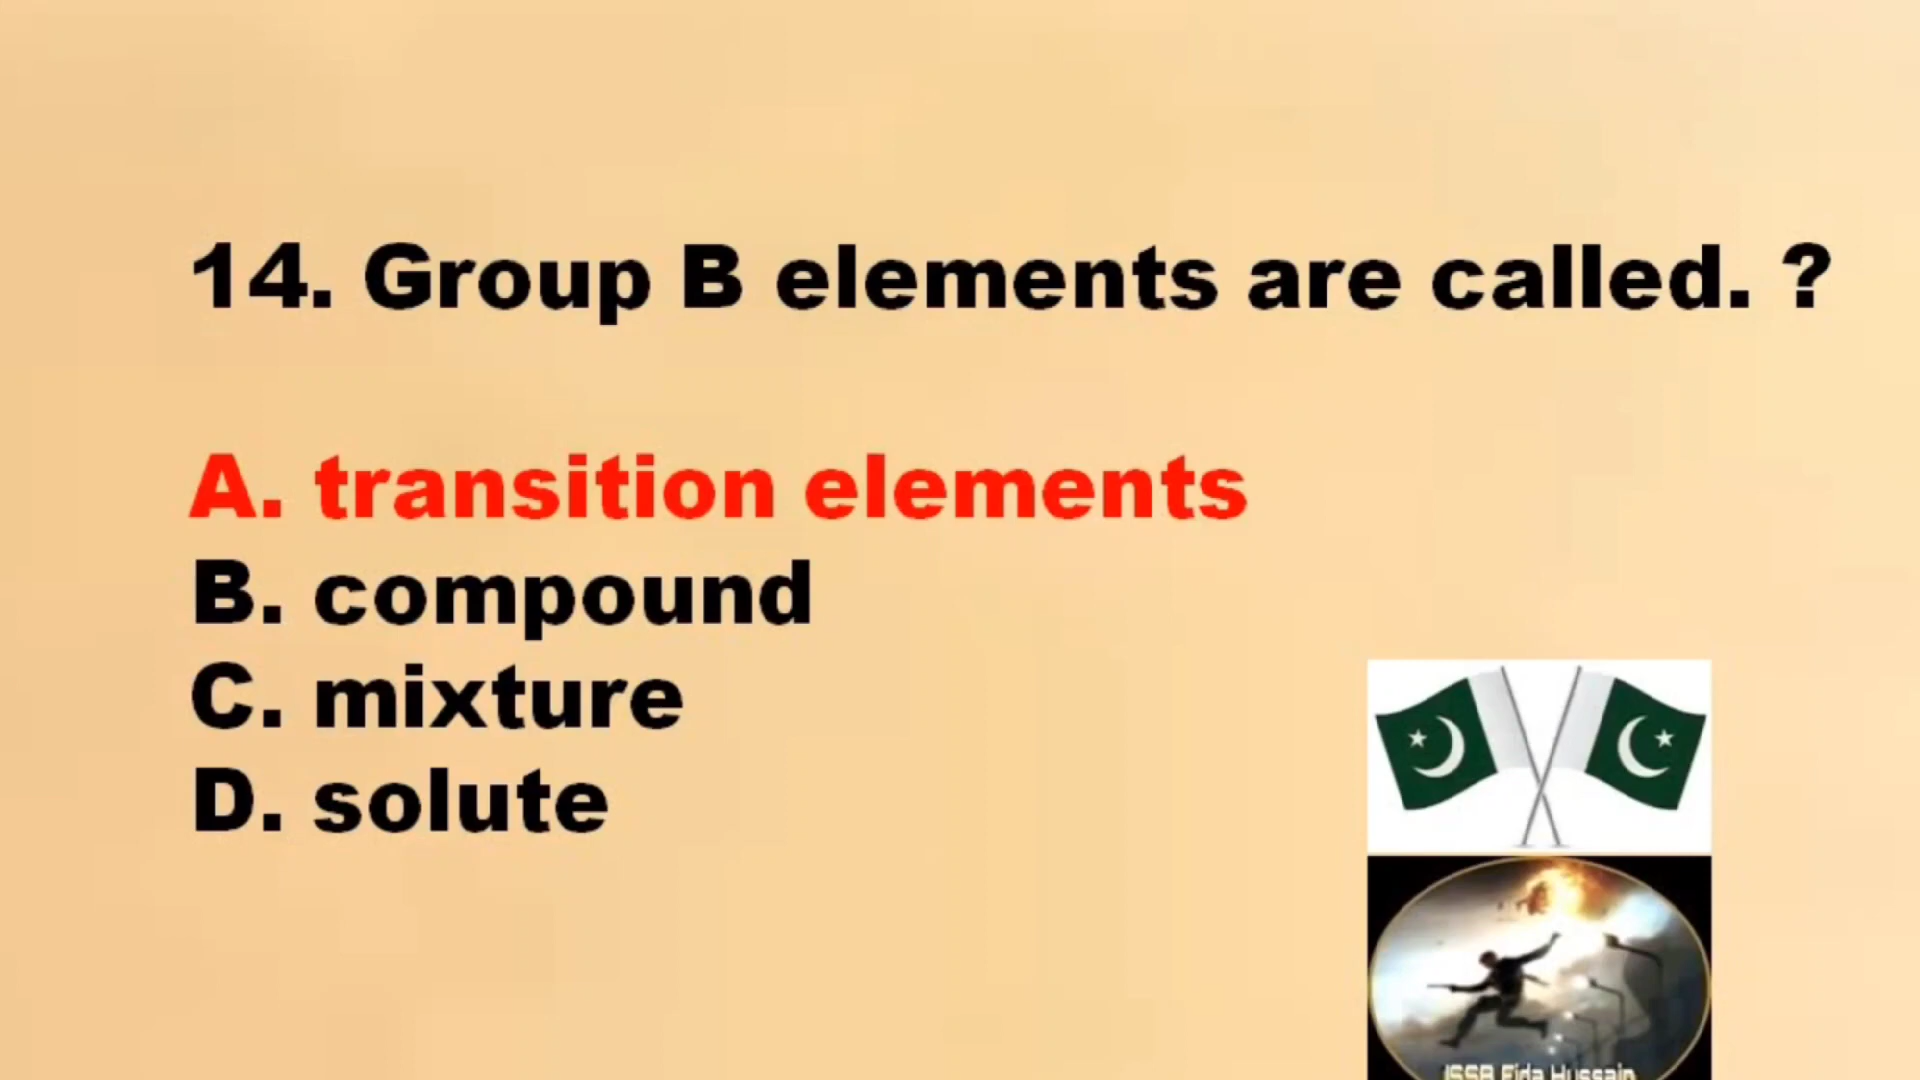 14. Group B elements are called. ?
A. transition elements
B. compound
C. mixture
D. solute
ISSB Fida Hussain